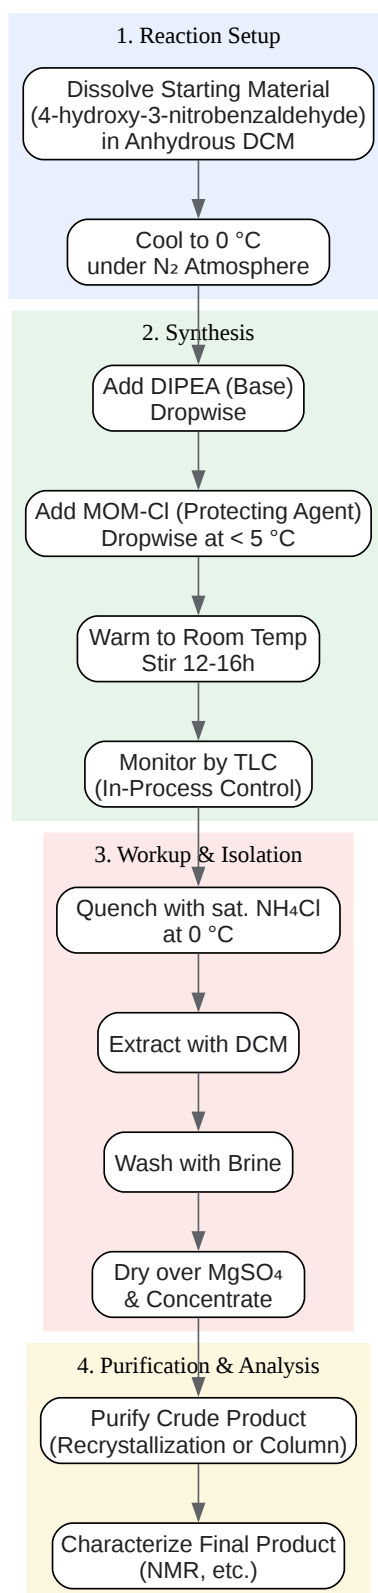 1. Reaction Setup
Dissolve Starting Material
(4-hydroxy-3-nitrobenzaldehyde)
in Anhydrous DCM
Cool to 0 °C
under N₂ Atmosphere
2. Synthesis
Add DIPEA (Base)
Dropwise
Add MOM-Cl (Protecting Agent)
Dropwise at < 5 °C
Warm to Room Temp
Stir 12-16h
Monitor by TLC
(In-Process Control)
3. Workup & Isolation
Quench with sat. NH₄Cl
at 0 °C
Extract with DCM
Wash with Brine
Dry over MgSO₄
& Concentrate
4. Purification & Analysis
Purify Crude Product
(Recrystallization or Column)
Characterize Final Product
(NMR, etc.)